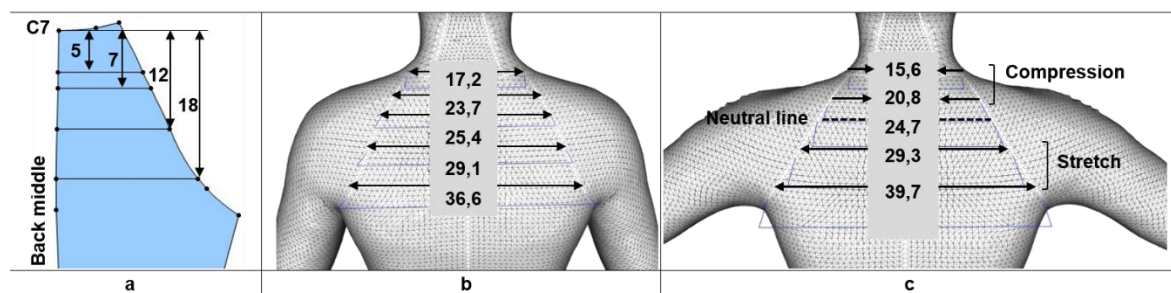 C7
5
7
12
18
Back middle
a
17,2
23,7
25,4
29,1
36,6
b
15,6
20,8
24,7
29,3
39,7
Compression
Neutral line
Stretch
c